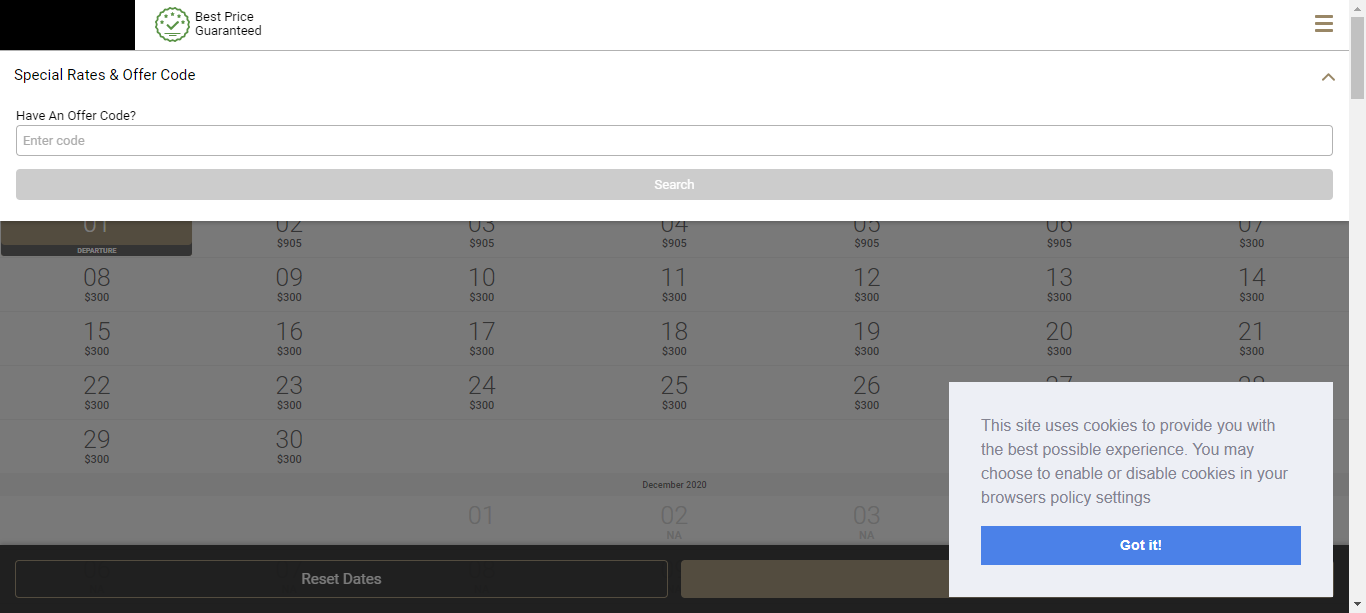 Best Price
Guaranteed
Special Rates & Offer Code
Have An Offer Code?
Enter code
Search
01 02 03 04 05 06 07
DEPARTURE $905 $905 $905 $905 $905 $300
08 09 10 11 12 13 14
$300 $300 $300 $300 $300 $300 $300
15 16 17 18 19 20 21
$300 $300 $300 $300 $300 $300 $300
22 23 24 25 26
$300 $300 $300 $300 $300
This site uses cookies to provide you with
the best possible experience. You may
choose to enable or disable cookies in your
browsers policy settings
Got it!
29 30
$300 $300
December 2020
01 02 03
NA NA
Reset Dates